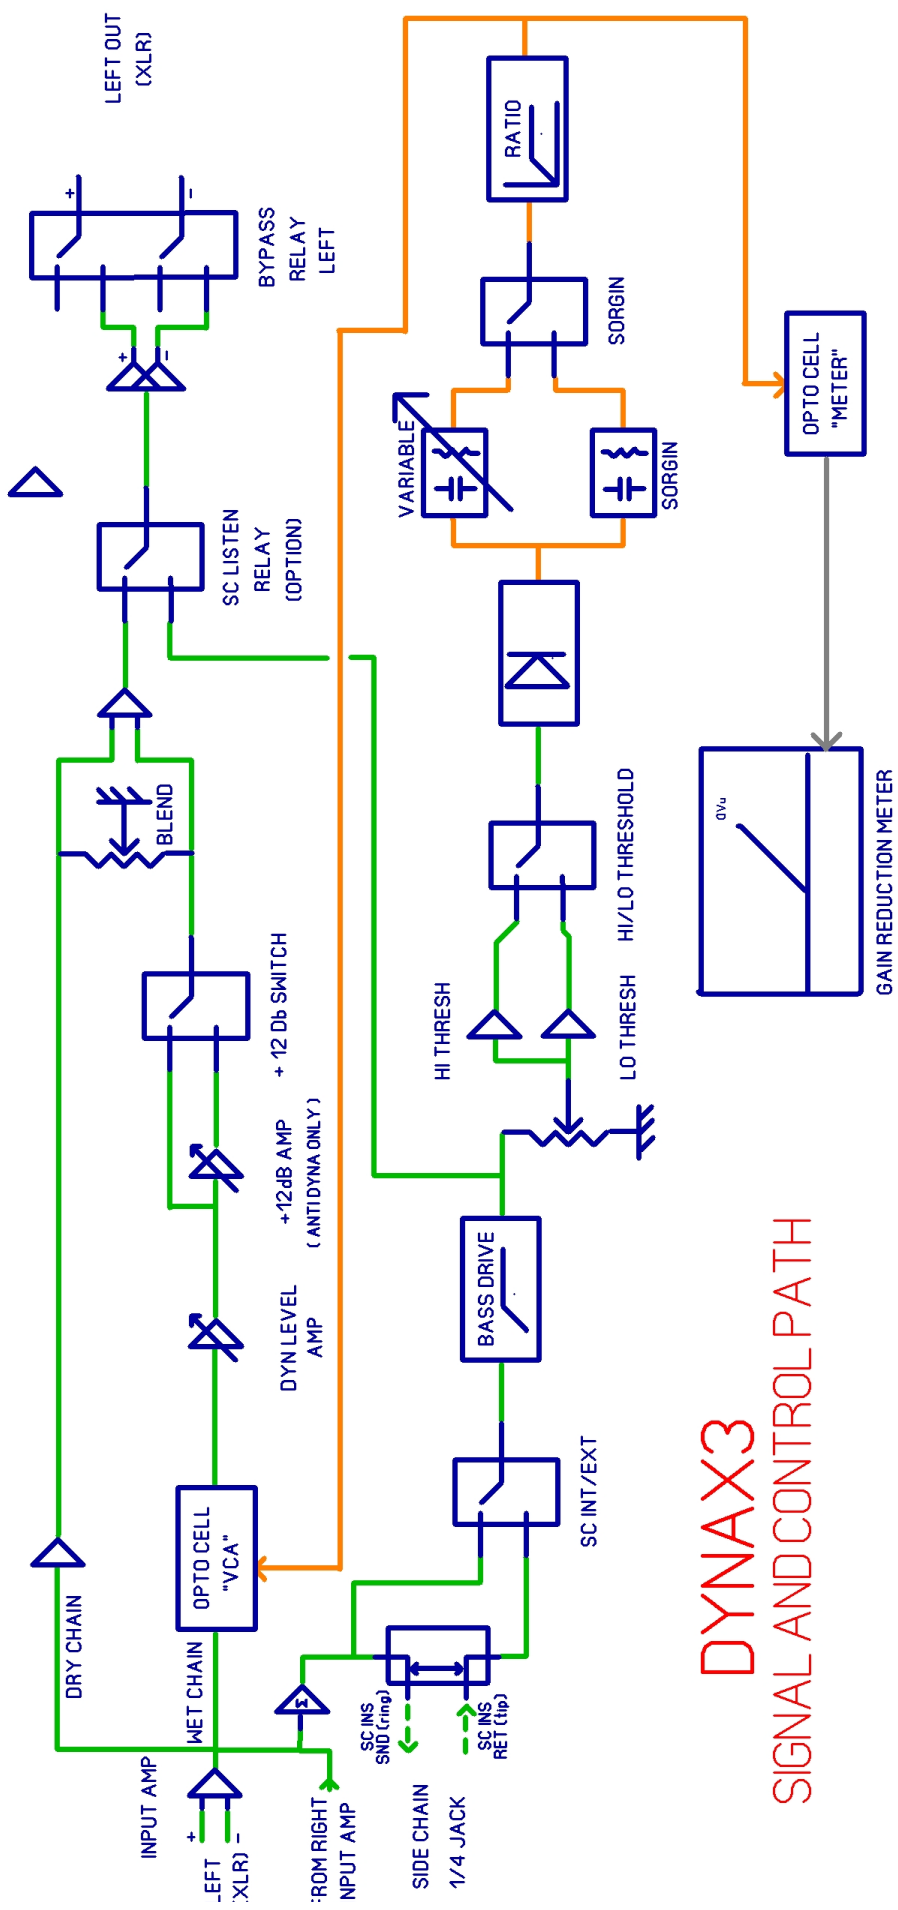 LEFT OUT
(XLR)
+
-
BYPASS
RELAY
LEFT
+
-
SC LISTEN
RELAY
(OPTION)
BLEND
+ 12 Db SWITCH
+12dB AMP
( ANTIDYNA ONLY )
DYN LEVEL
AMP
OPTO CELL
"VCA"
DRY CHAIN
WET CHAIN
INPUT AMP
+
-
LEFT
(XLR)
FROM RIGHT
NPUT AMP
Σ
SC INS
SND (ring)
SC INS
RET (tip)
SIDE CHAIN
1/4 JACK
SC INT/EXT
BASS DRIVE
HI THRESH
LO THRESH
HI/LO THRESHOLD
VARIABLE
SORGIN
SORGIN
RATIO
OPTO CELL
"METER"
0Vu
GAIN REDUCTION METER
DYNAX3
SIGNAL AND CONTROL PATH